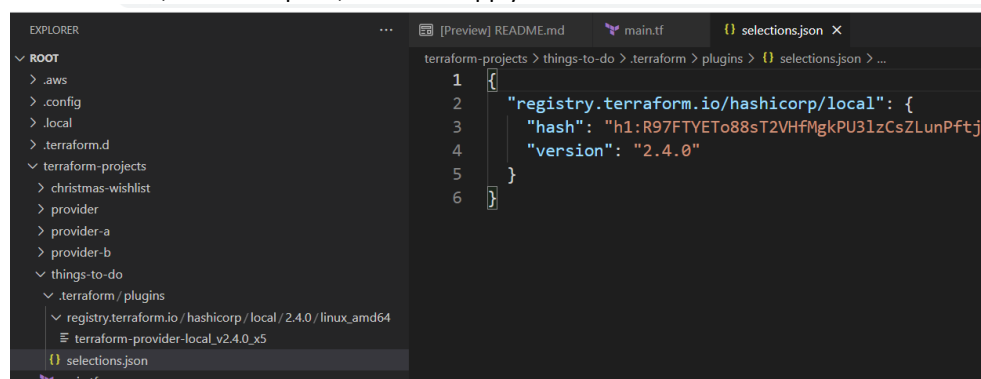 EXPLORER
ROOT
.aws
.config
.local
.terraform.d
terraform-projects
christmas-wishlist
provider
provider-a
provider-b
things-to-do
.terraform / plugins
registry.terraform.io / hashicorp / local / 2.4.0 / linux_amd64
terraform-provider-local_v2.4.0_x5
{} selections.json
[Preview] README.md main.tf {} selections.json
terraform-projects > things-to-do > .terraform > plugins > {} selections.json > ...
1 {
2 "registry.terraform.io/hashicorp/local": {
3 "hash": "h1:R97FTYETo88sT2VHfMgkPU3lzCsZLunPftj
4 "version": "2.4.0"
5 }
6 }